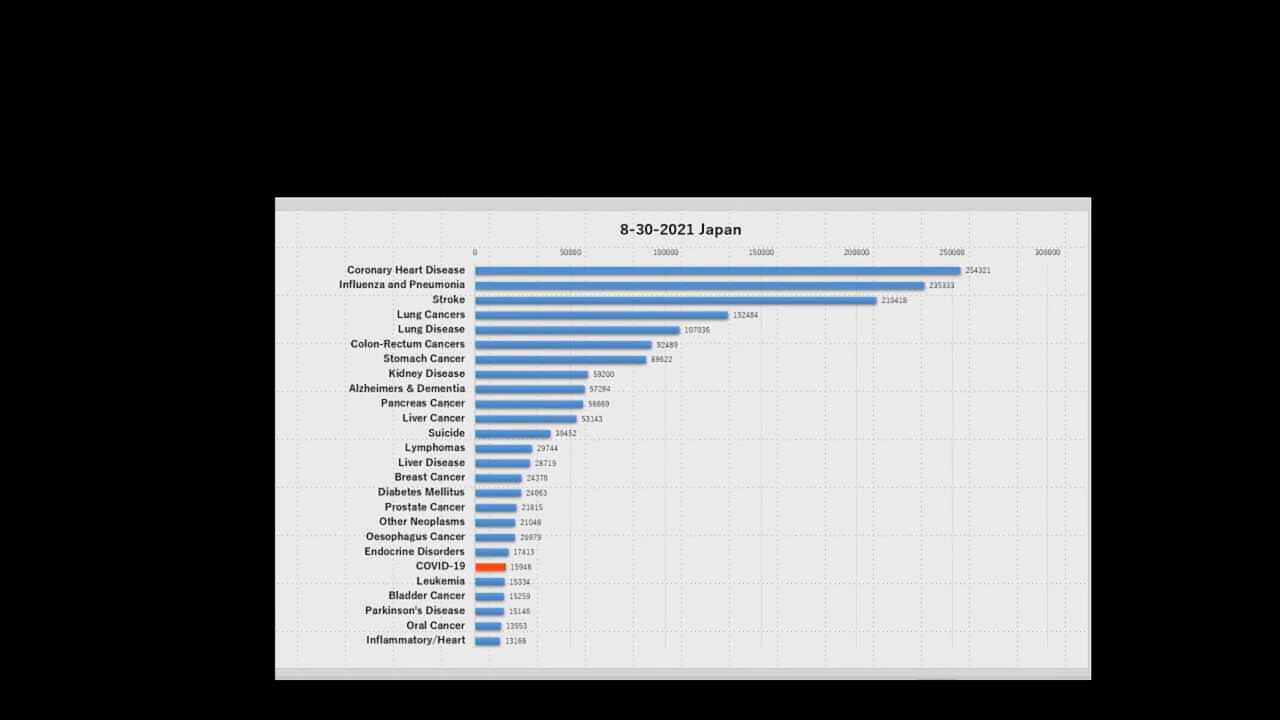 8-30-2021 Japan
0 50000 100000 150000 200000 250000 300000
Coronary Heart Disease 254321
Influenza and Pneumonia 235333
Stroke 210418
Lung Cancers 132484
Lung Disease 107036
Colon-Rectum Cancers 92489
Stomach Cancer 89622
Kidney Disease 59200
Alzheimers & Dementia 57284
Pancreas Cancer 56669
Liver Cancer 53143
Suicide 39452
Lymphomas 29744
Liver Disease 28719
Breast Cancer 24376
Diabetes Mellitus 24063
Prostate Cancer 21815
Other Neoplasms 21048
Oesophagus Cancer 20979
Endocrine Disorders 17413
COVID-19 15946
Leukemia 15334
Bladder Cancer 15259
Parkinson's Disease 15146
Oral Cancer 13553
Inflammatory/Heart 13166